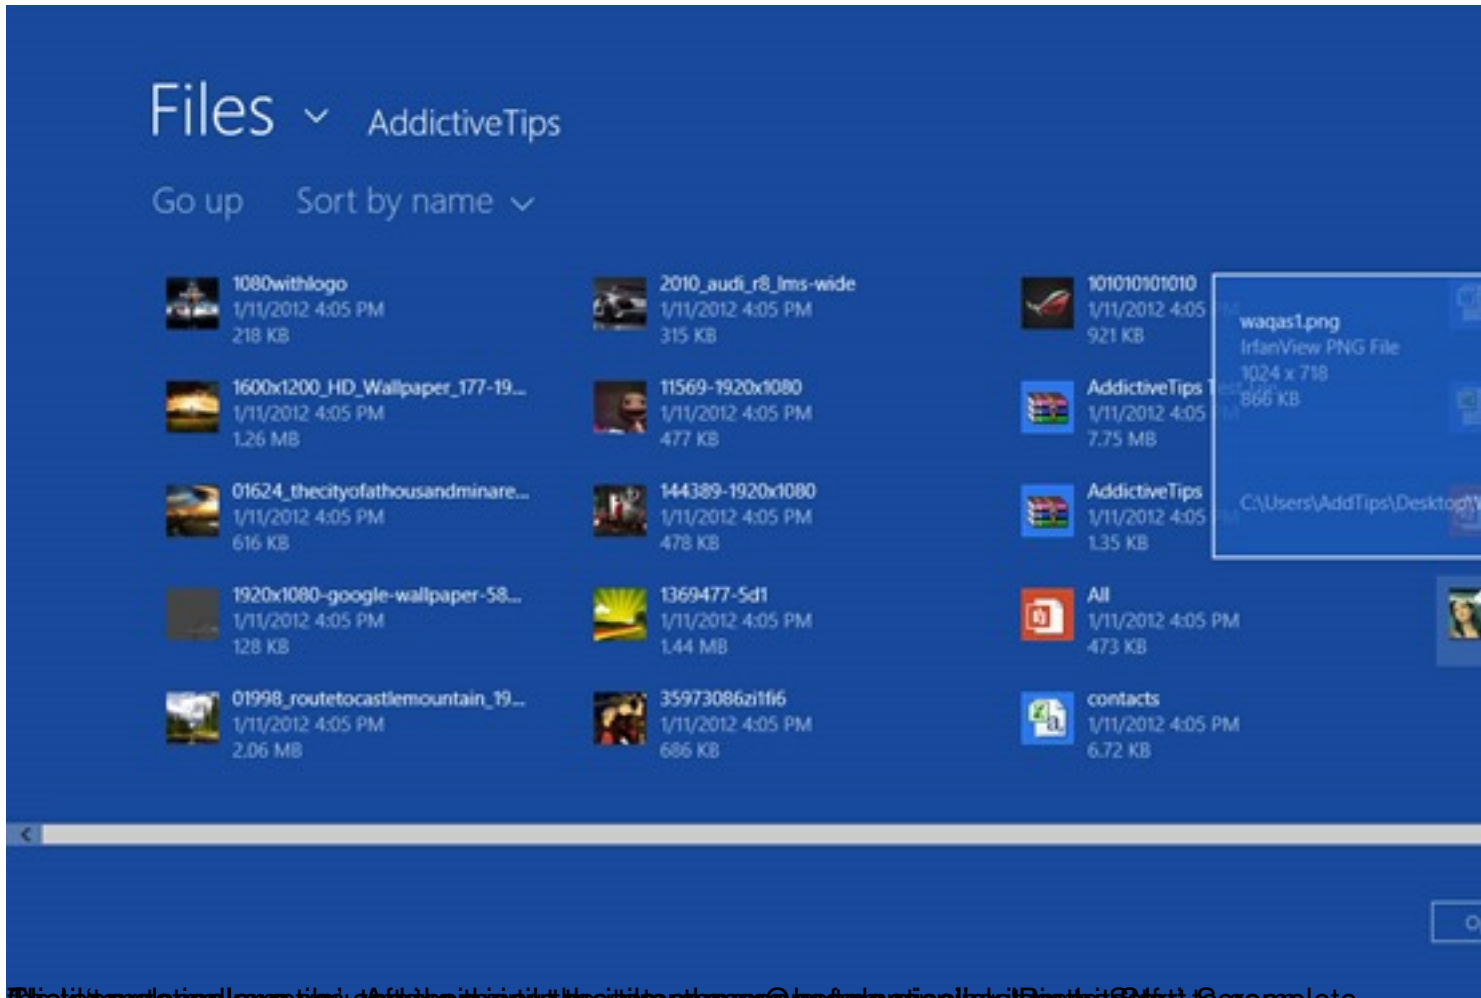 Files
AddictiveTips
Go up Sort by name
1080withlogo
1/11/2012 4:05 PM
218 KB
1600x1200_HD_Wallpaper_177-19...
1/11/2012 4:05 PM
1.26 MB
01624_thecityofathousandminare...
1/11/2012 4:05 PM
616 KB
1920x1080-google-wallpaper-58...
1/11/2012 4:05 PM
128 KB
01998_routetocastlemountain_19...
1/11/2012 4:05 PM
2.06 MB
2010_audi_r8_lms-wide
1/11/2012 4:05 PM
315 KB
11569-1920x1080
1/11/2012 4:05 PM
477 KB
144389-1920x1080
1/11/2012 4:05 PM
478 KB
1369477-5d1
1/11/2012 4:05 PM
1.44 MB
35973086zi1fi6
1/11/2012 4:05 PM
686 KB
101010101010
1/11/2012 4:05
921 KB
AddictiveTips
1/11/2012 4:05
7.75 MB
AddictiveTips
1/11/2012 4:05
1.35 KB
All
1/11/2012 4:05 PM
473 KB
contacts
1/11/2012 4:05 PM
6.72 KB
waqas1.png
IrfanView PNG File
1024 x 718
866 KB
C:\Users\AddTips\Desktop\